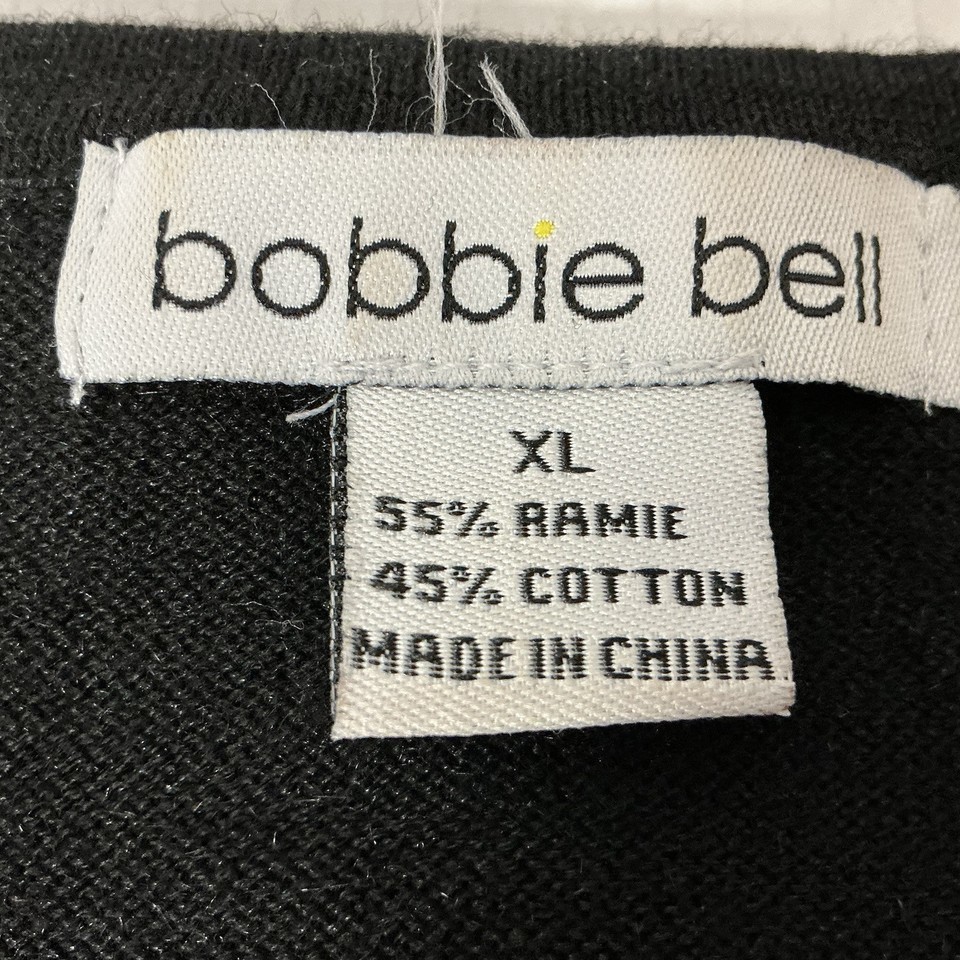 bobbie bell
XL
55% RAMIE
45% COTTON
MADE IN CHINA